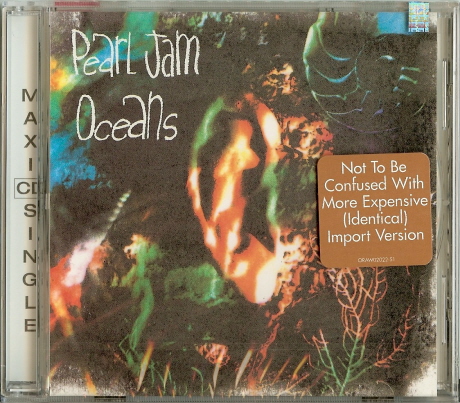 Pearl Jam
Oceans
MAXI CD SINGLE
Not To Be
Confused With
More Expensive
(Identical)
Import Version